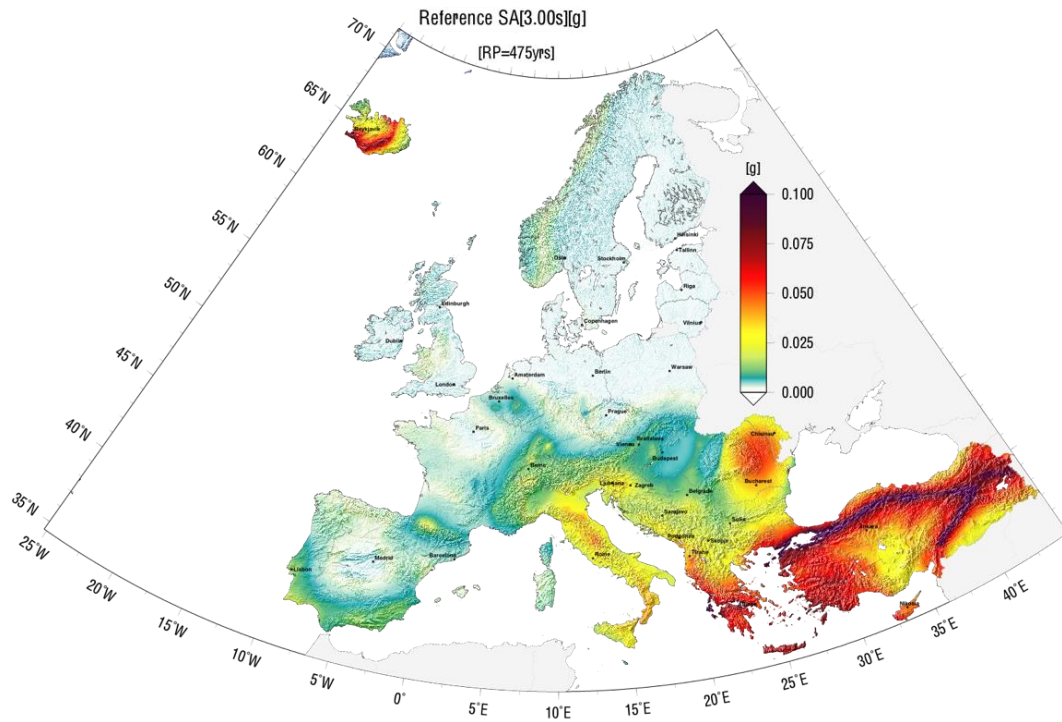 Reference SA[3.00s][g]
[RP=475yrs]
70°N
65°N
60°N
55°N
50°N
45°N
40°N
35°N
25°W
20°W
15°W
10°W
5°W
0°
5°E
10°E
15°E
20°E
25°E
30°E
35°E
40°E
[g]
0.100
0.075
0.050
0.025
0.000
Reykjavik
Helsinki
Tallinn
Oslo
Stockholm
Riga
Edinburgh
Copenhagen
Vilnius
Dublin
London
Amsterdam
Berlin
Warsaw
Bruxelles
Prague
Paris
Vienna
Bratislava
Budapest
Chisinau
Berne
Ljubljana
Zagreb
Belgrade
Bucharest
Sarajevo
Sofia
Podgorica
Skopje
Tirana
Rome
Madrid
Barcelona
Lisbon
Ankara